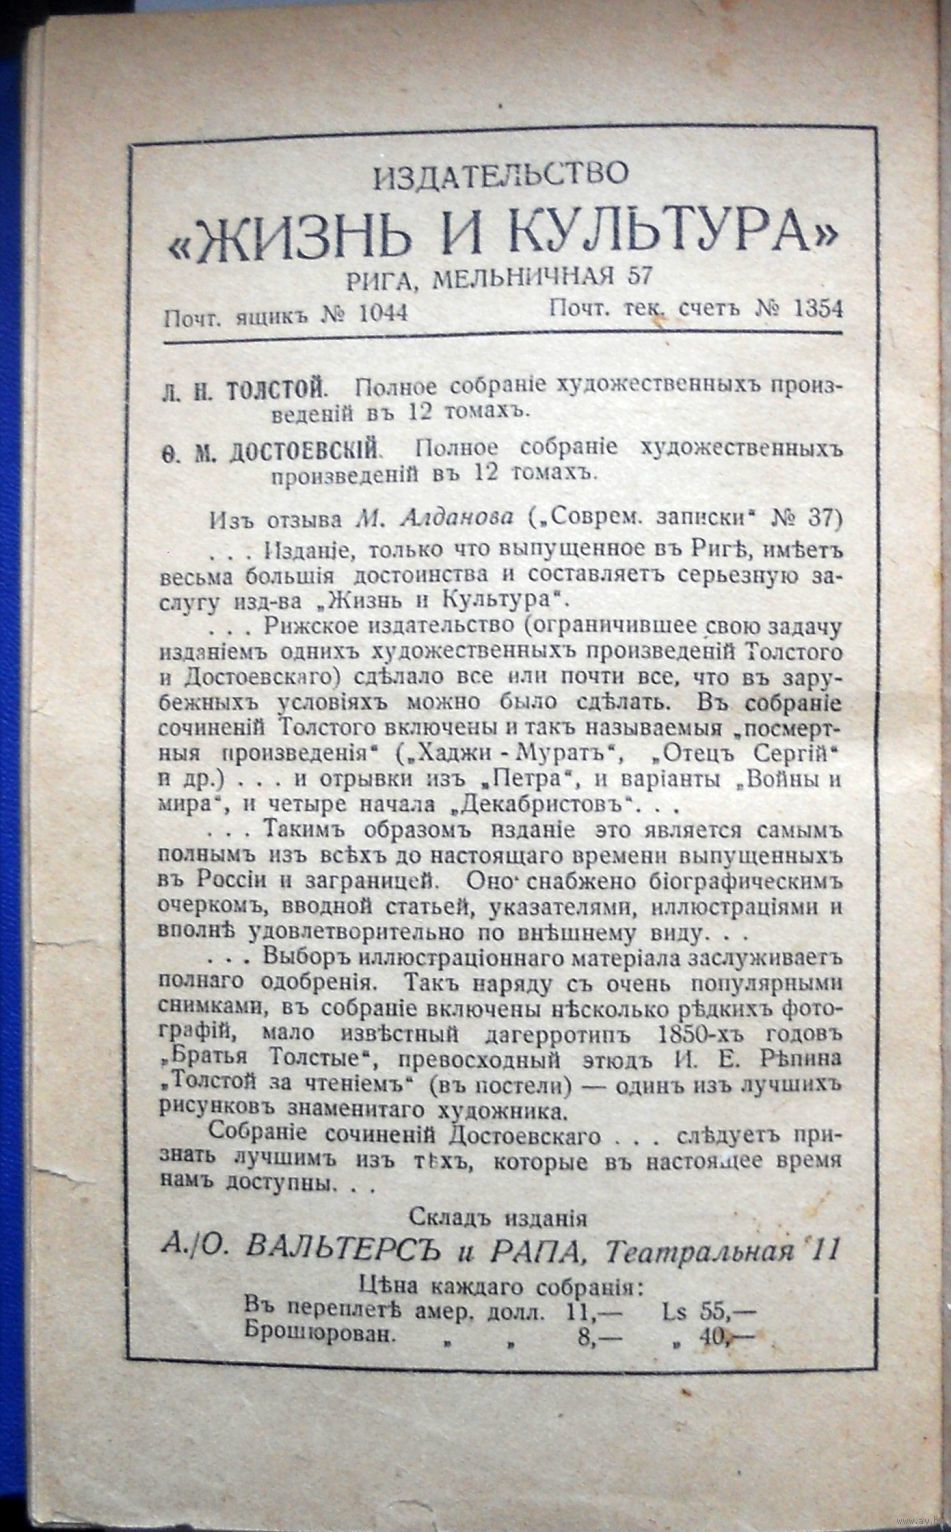 ИЗДАТЕЛЬСТВО
«ЖИЗНЬ И КУЛЬТУРА»
РИГА, МЕЛЬНИЧНАЯ 57
Почт. ящикъ № 1044 Почт. тек. счетъ № 1354
Л. Н. ТОЛСТОЙ. Полное собраніе художественныхъ произ-
веденій въ 12 томахъ.
Ѳ. М. ДОСТОЕВСКІЙ. Полное собраніе художественныхъ
произведеній въ 12 томахъ.
Изъ отзыва М. Алданова („Соврем. записки“ № 37)
. . . Изданіе, только что выпущенное въ Ригѣ, имѣетъ
весьма большія достоинства и составляетъ серьезную за-
слугу изд-ва „Жизнь и Культура“.
. . . Рижское издательство (ограничившее свою задачу
изданіемъ однихъ художественныхъ произведеній Толстого
и Достоевскаго) сдѣлало все или почти все, что въ зару-
бежныхъ условіяхъ можно было сдѣлать. Въ собраніе
сочиненій Толстого включены и такъ называемыя „посмерт-
ныя произведенія“ („Хаджи - Муратъ“, „Отецъ Сергій“
и др.) . . . и отрывки изъ „Петра“, и варіанты „Войны и
мира“, и четыре начала „Декабристовъ“. . .
. . . Такимъ образомъ изданіе это является самымъ
полнымъ изъ всѣхъ до настоящаго времени выпущенныхъ
въ Россіи и заграницей. Оно снабжено біографическимъ
очеркомъ, вводной статьей, указателями, иллюстраціями и
вполнѣ удовлетворительно по внѣшнему виду. . .
. . . Выборъ иллюстраціоннаго матеріала заслуживаетъ
полнаго одобренія. Такъ наряду съ очень популярными
снимками, въ собраніе включены нѣсколько рѣдкихъ фото-
графій, мало извѣстный дагерротипъ 1850-хъ годовъ
„Братья Толстые“, превосходный этюдъ И. Е. Рѣпина
„Толстой за чтеніемъ“ (въ постели) — одинъ изъ лучшихъ
рисунковъ знаменитаго художника.
Собраніе сочиненій Достоевскаго . . . слѣдуетъ при-
знать лучшимъ изъ тѣхъ, которые въ настоящее время
намъ доступны. . .
Складъ изданія
А./О. ВАЛЬТЕРСЪ и РАПА, Театральная 11
Цѣна каждаго собранія:
Въ переплетѣ амер. долл. 11,— Ls 55,—
Брошюрован. „ „ 8,— „ 40,—